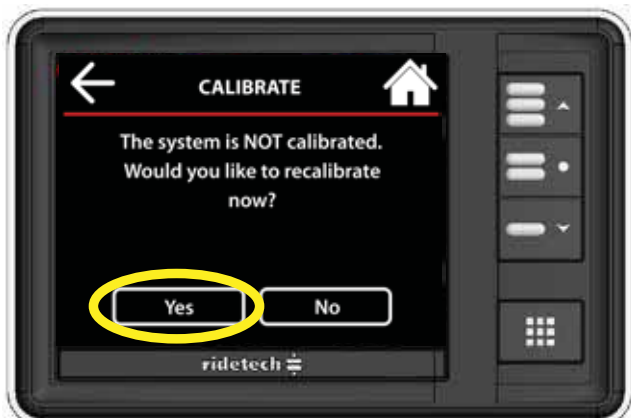 CALIBRATE
The system is NOT calibrated.
Would you like to recalibrate
now?
Yes No
ridetech